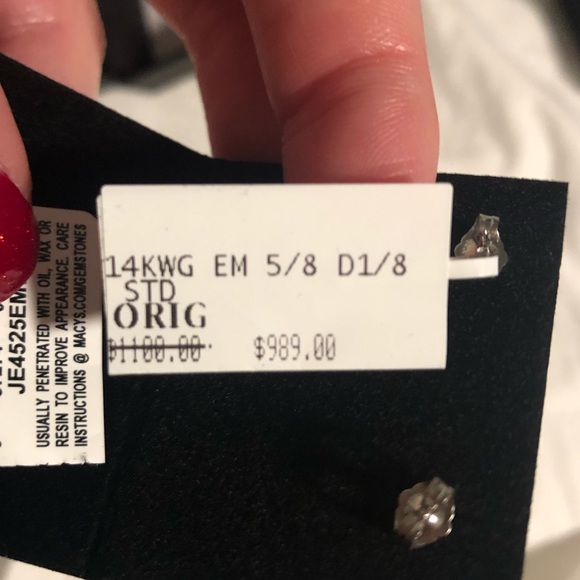 14KWG EM 5/8 D1/8
STD
ORIG
$1100.00 $989.00
JE4525EM
USUALLY PENETRATED WITH OIL, WAX OR
RESIN TO IMPROVE APPEARANCE. CARE
INSTRUCTIONS @ MACYS.COM/GEMSTONES